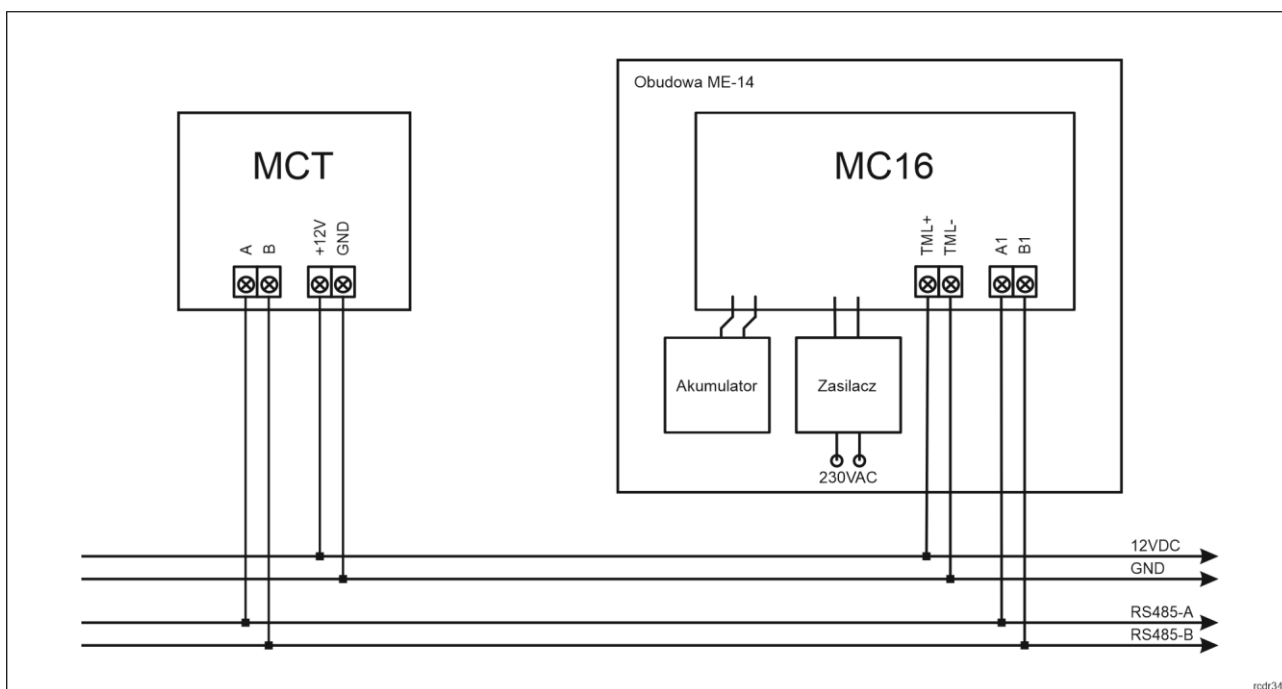 Obudowa ME-14
MCT
MC16
A
B
+12V
GND
TML+
TML-
A1
B1
Akumulator
Zasilacz
230VAC
12VDC
GND
RS485-A
RS485-B
rcdr34